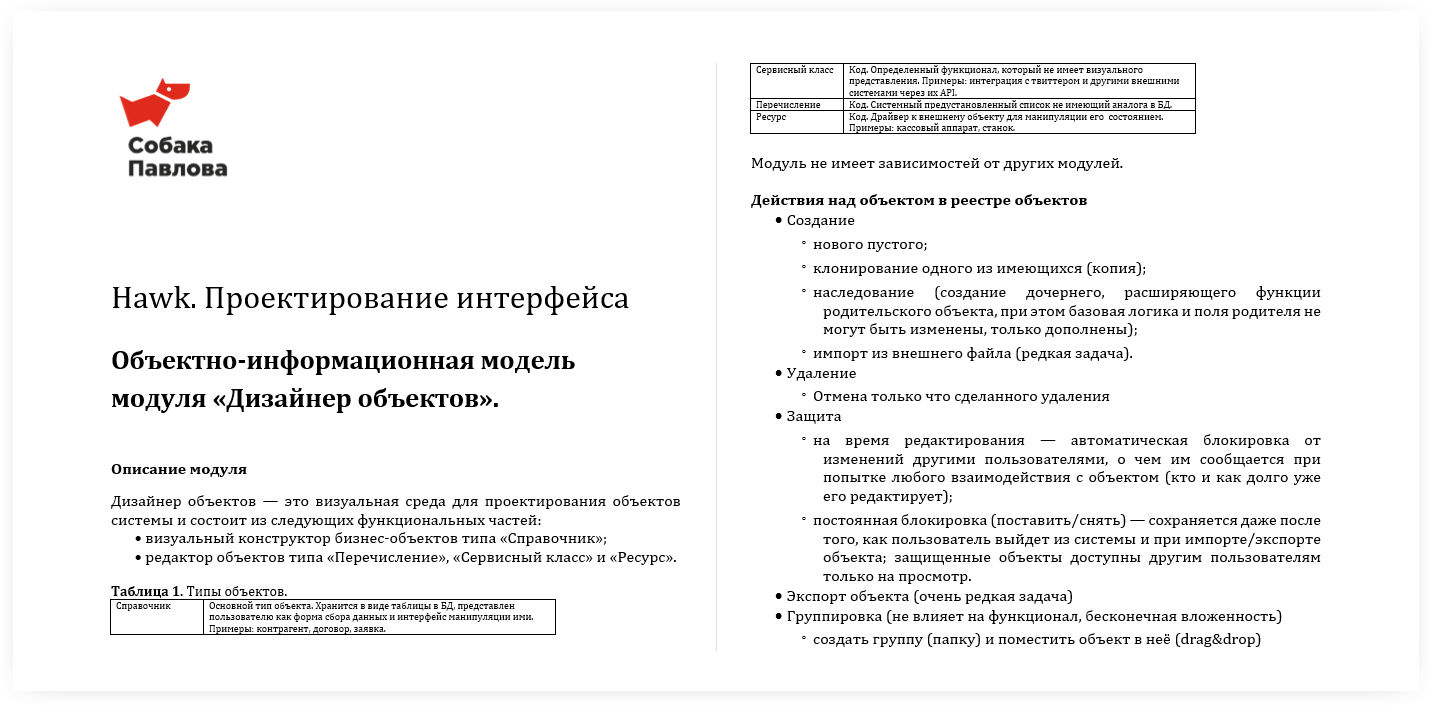 Собака
Павлова
Hawk. Проектирование интерфейса
Объектно-информационная модель
модуля «Дизайнер объектов».
Описание модуля
Дизайнер объектов — это визуальная среда для проектирования объектов
системы и состоит из следующих функциональных частей:
• визуальный конструктор бизнес-объектов типа «Справочник»;
• редактор объектов типа «Перечисление», «Сервисный класс» и «Ресурс».
Таблица 1. Типы объектов.
Справочник Основной тип объекта. Хранится в виде таблицы в БД, представлен
пользователю как форма сбора данных и интерфейс манипуляции ими.
Примеры: контрагент, договор, заявка.
Сервисный класс Код. Определенный функционал, который не имеет визуального
представления. Примеры: интеграция с твиттером и другими внешними
системами через их API.
Перечисление Код. Системный предустановленный список не имеющий аналога в БД.
Ресурс Код. Драйвер к внешнему объекту для манипуляции его состоянием.
Примеры: кассовый аппарат, станок.
Модуль не имеет зависимостей от других модулей.
Действия над объектом в реестре объектов
• Создание
◦ нового пустого;
◦ клонирование одного из имеющихся (копия);
◦ наследование (создание дочернего, расширяющего функции
родительского объекта, при этом базовая логика и поля родителя не
могут быть изменены, только дополнены);
◦ импорт из внешнего файла (редкая задача).
• Удаление
◦ Отмена только что сделанного удаления
• Защита
◦ на время редактирования — автоматическая блокировка от
изменений другими пользователями, о чем им сообщается при
попытке любого взаимодействия с объектом (кто и как долго уже
его редактирует);
◦ постоянная блокировка (поставить/снять) — сохраняется даже после
того, как пользователь выйдет из системы и при импорте/экспорте
объекта; защищенные объекты доступны другим пользователям
только на просмотр.
• Экспорт объекта (очень редкая задача)
• Группировка (не влияет на функционал, бесконечная вложенность)
◦ создать группу (папку) и поместить объект в неё (drag&drop)